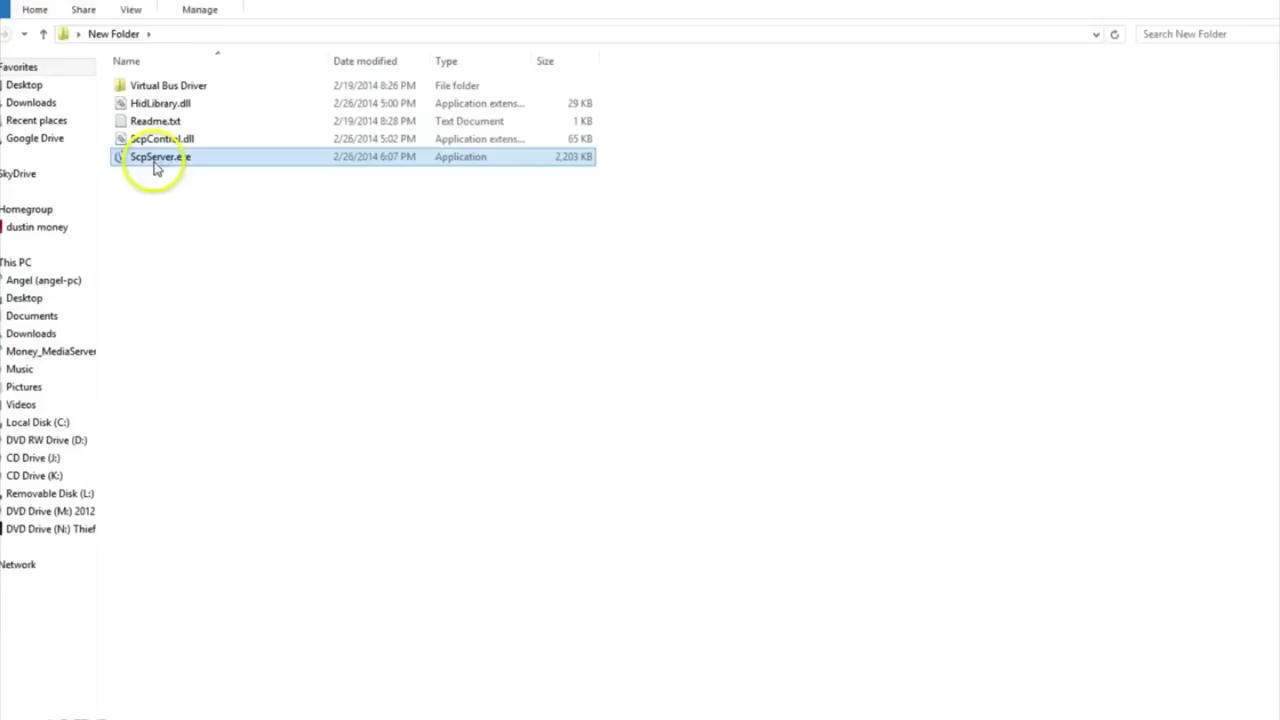 Home Share View Manage
New Folder
Search New Folder
Name Date modified Type Size
Virtual Bus Driver 2/19/2014 8:26 PM File folder
HidLibrary.dll 2/26/2014 5:00 PM Application extens... 29 KB
Readme.txt 2/19/2014 8:28 PM Text Document 1 KB
ScpControl.dll 2/26/2014 5:02 PM Application extens... 65 KB
ScpServer.exe 2/26/2014 6:07 PM Application 2,203 KB
Favorites
Desktop
Downloads
Recent places
Google Drive
SkyDrive
Homegroup
dustin money
This PC
Angel (angel-pc)
Desktop
Documents
Downloads
Money_MediaServer
Music
Pictures
Videos
Local Disk (C:)
DVD RW Drive (D:)
CD Drive (J:)
CD Drive (K:)
Removable Disk (L:)
DVD Drive (M:) 2012
DVD Drive (N:) Thief
Network